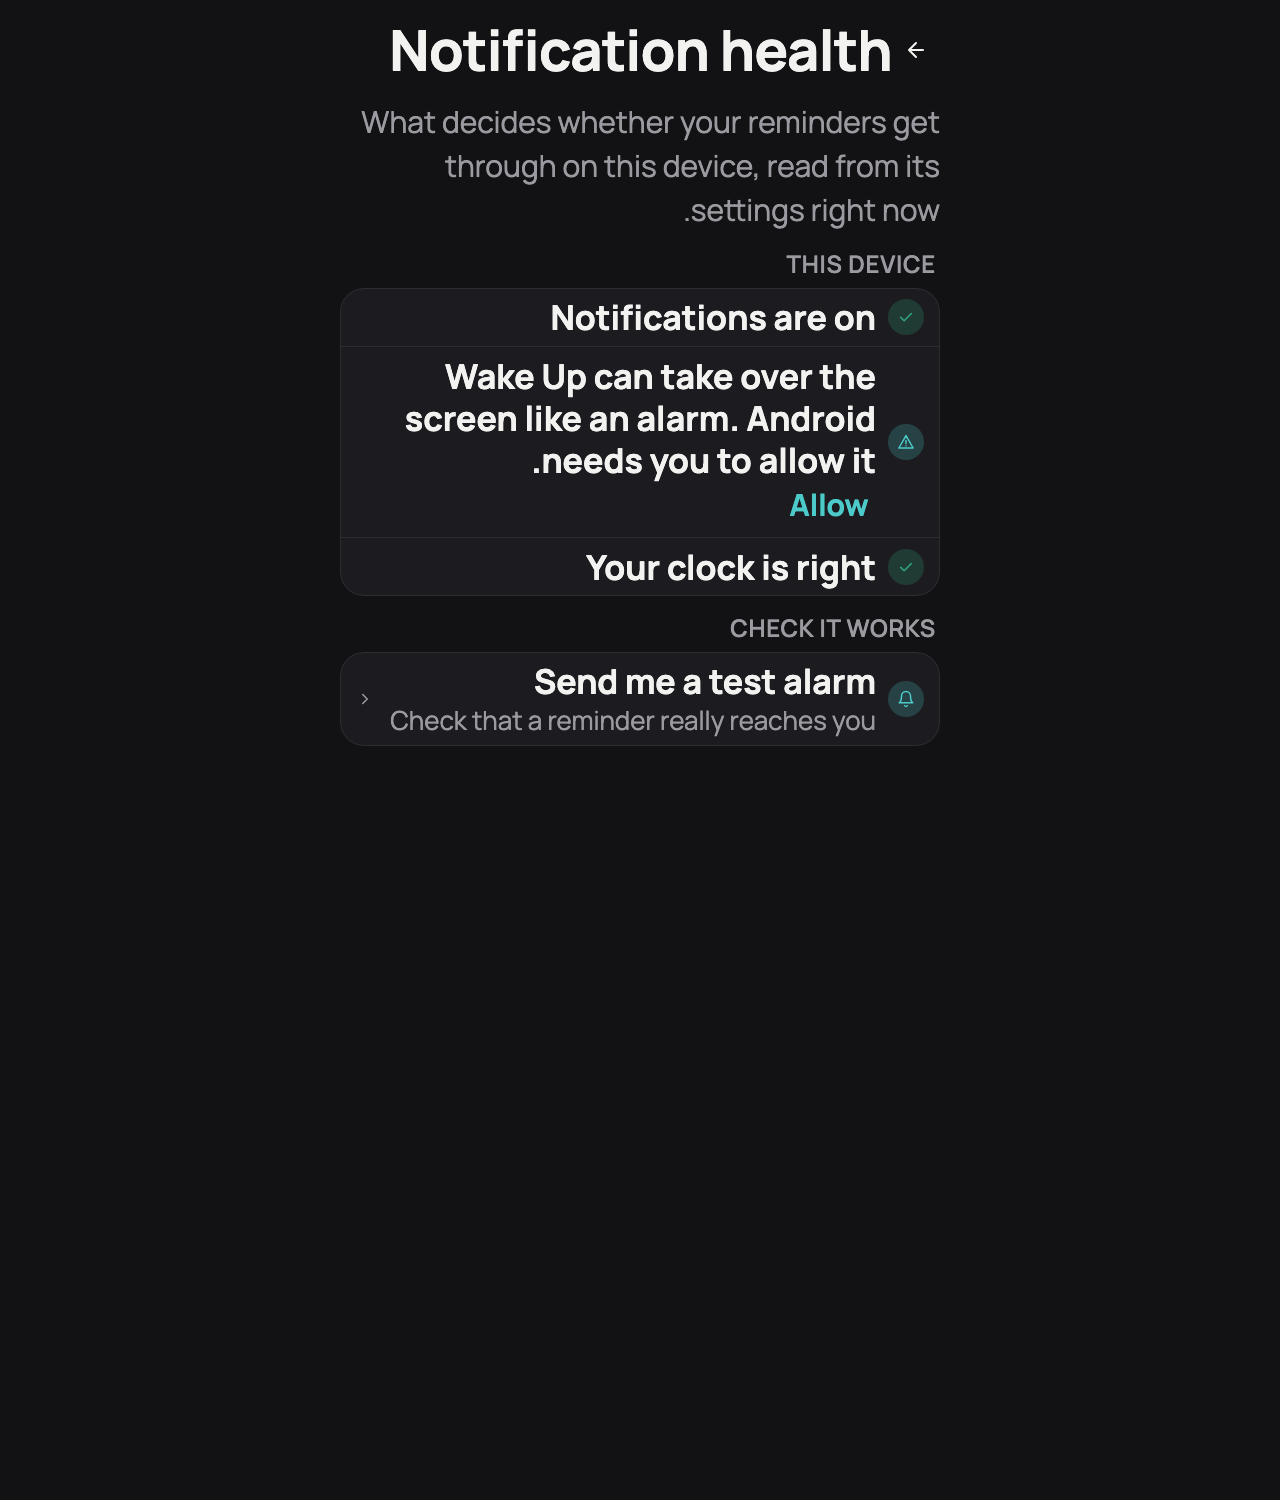 Notification health
What decides whether your reminders get
through on this device, read from its
.settings right now
THIS DEVICE
Notifications are on
Wake Up can take over the
screen like an alarm. Android
.needs you to allow it
Allow
Your clock is right
CHECK IT WORKS
Send me a test alarm
Check that a reminder really reaches you